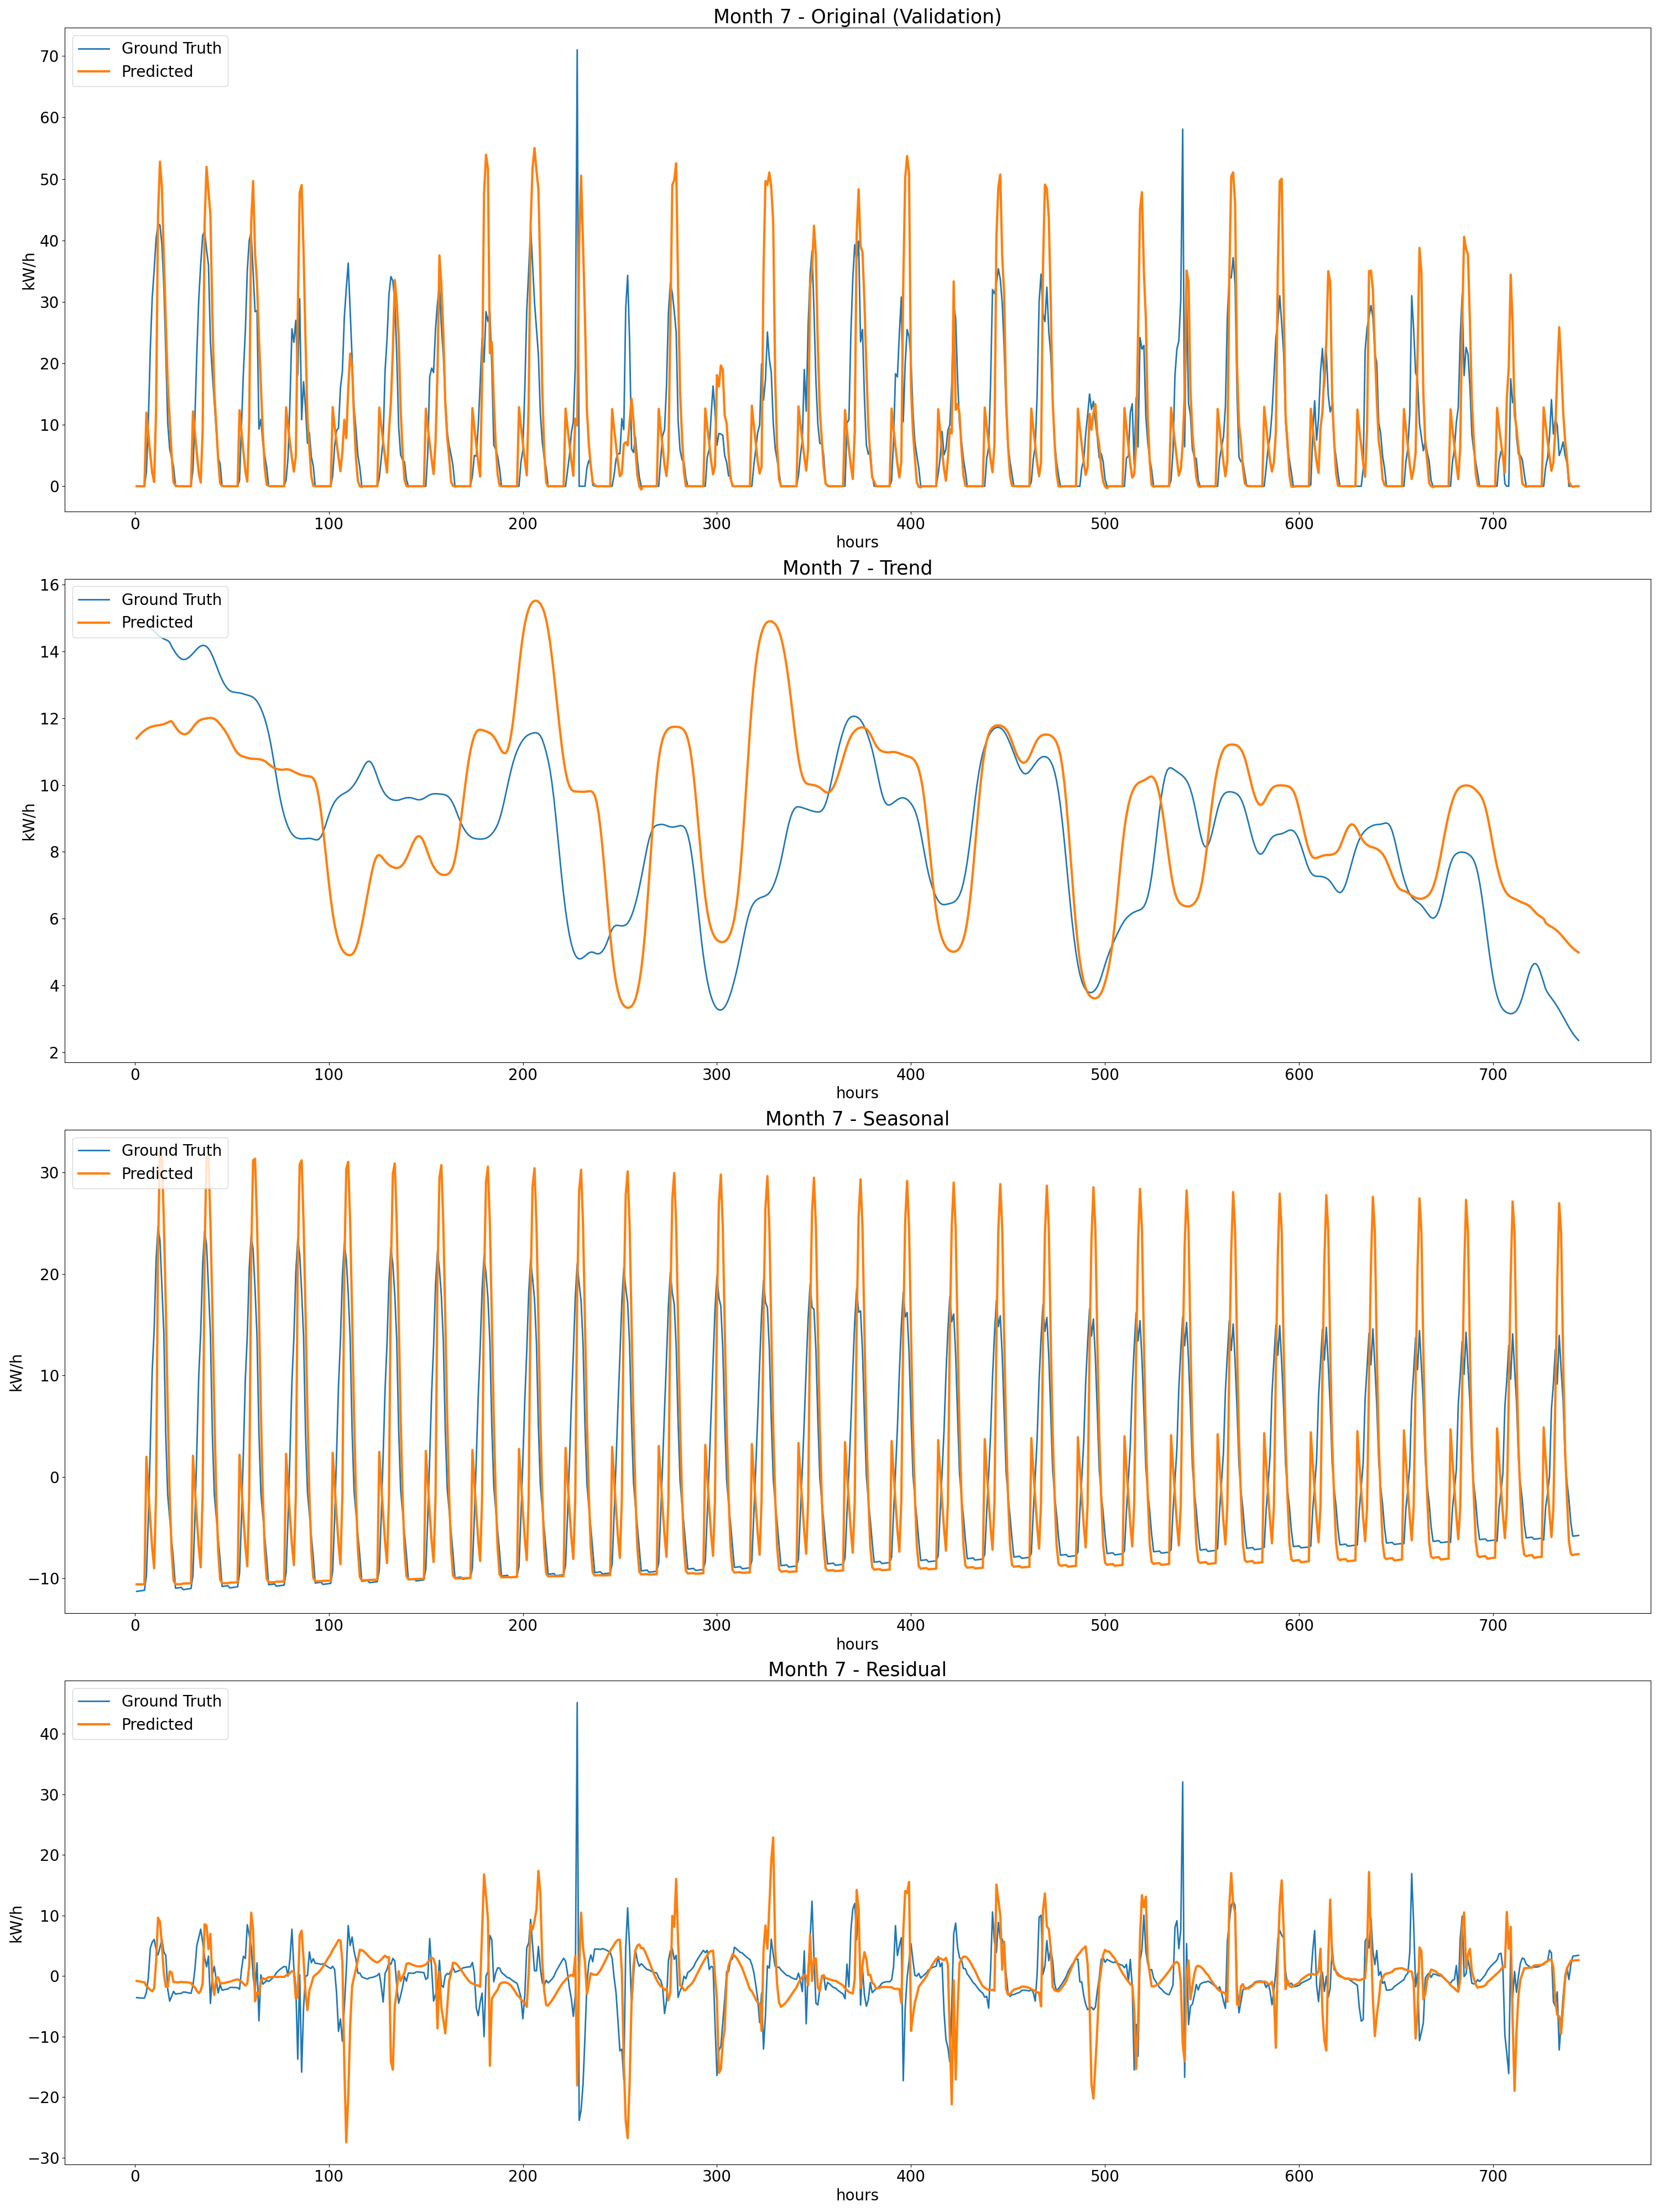 Month 7 - Original (Validation)
Ground Truth
Predicted
70
60
50
40
30
20
10
0
kW/h
0 100 200 300 400 500 600 700
hours
Month 7 - Trend
Ground Truth
Predicted
16
14
12
10
8
6
4
2
kW/h
0 100 200 300 400 500 600 700
hours
Month 7 - Seasonal
Ground Truth
Predicted
30
20
10
0
−10
kW/h
0 100 200 300 400 500 600 700
hours
Month 7 - Residual
Ground Truth
Predicted
40
30
20
10
0
−10
−20
−30
kW/h
0 100 200 300 400 500 600 700
hours